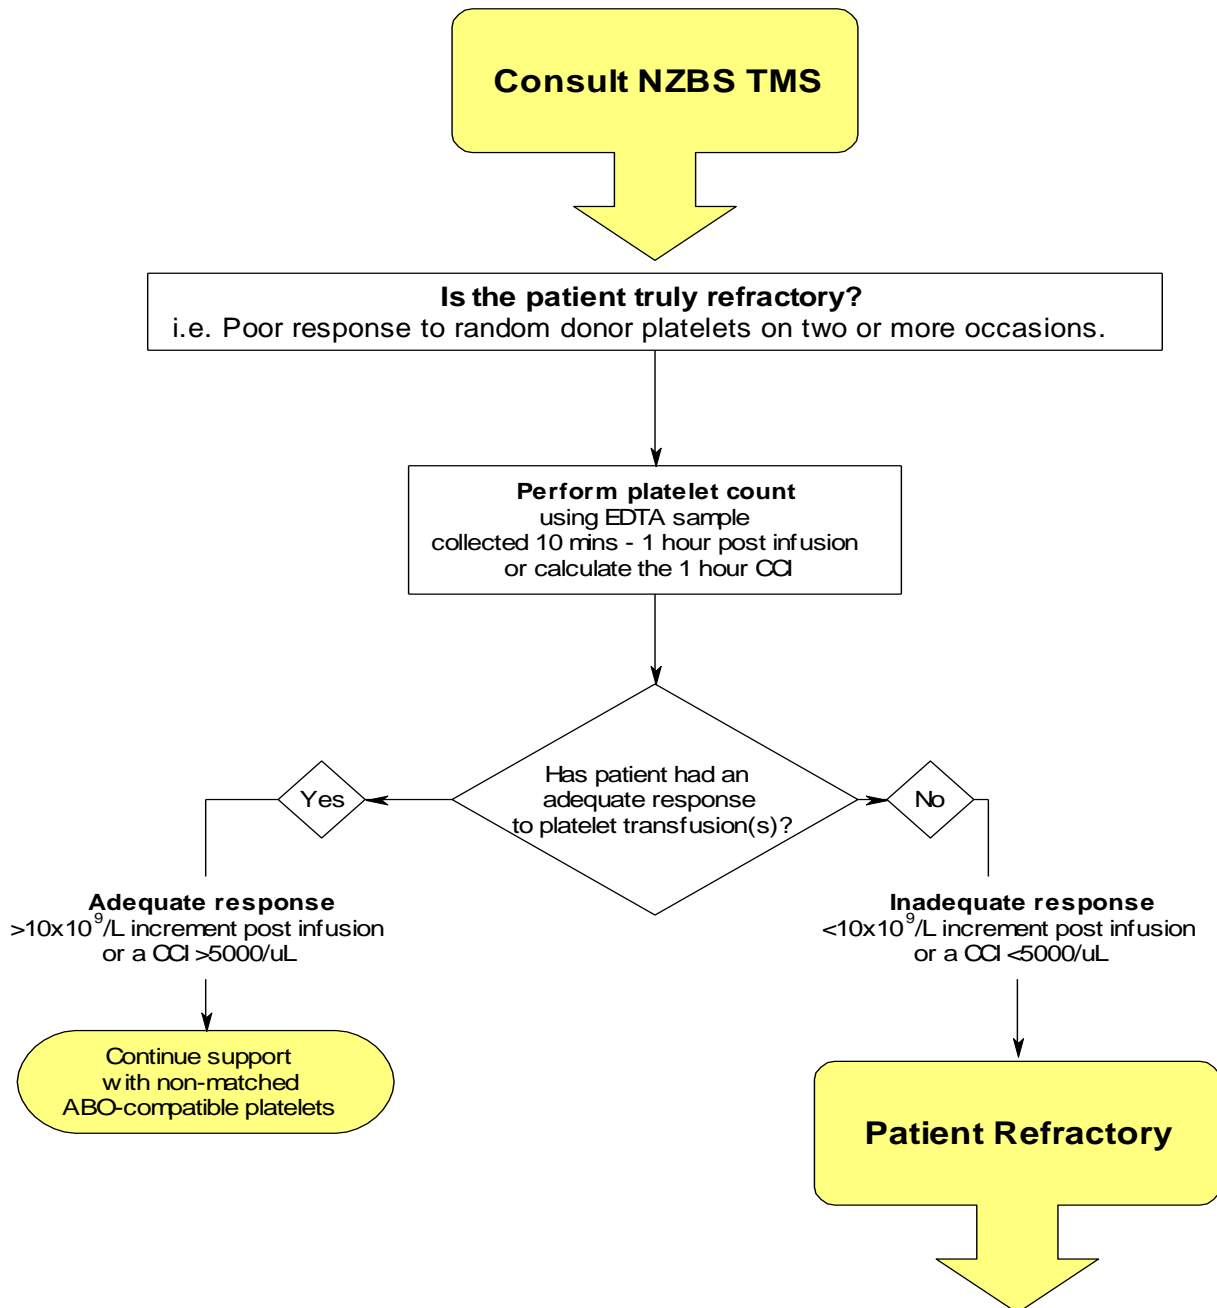 Consult NZBS TMS
Is the patient truly refractory?
i.e. Poor response to random donor platelets on two or more occasions.
Perform platelet count
using EDTA sample
collected 10 mins - 1 hour post infusion
or calculate the 1 hour CCI
Has patient had an
adequate response
to platelet transfusion(s)?
Yes
No
Adequate response
>10x10⁹/L increment post infusion
or a CCI >5000/uL
Inadequate response
<10x10⁹/L increment post infusion
or a CCI <5000/uL
Continue support
with non-matched
ABO-compatible platelets
Patient Refractory